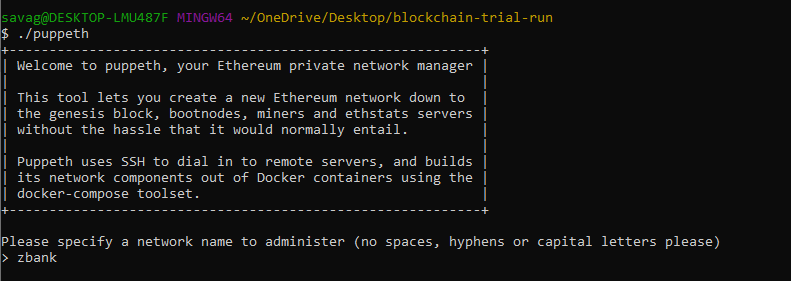 savag@DESKTOP-LMU487F MINGW64 ~/OneDrive/Desktop/blockchain-trial-run
$ ./puppeth
+-----------------------------------------------------------+
| Welcome to puppeth, your Ethereum private network manager |
|                                                           |
| This tool lets you create a new Ethereum network down to  |
| the genesis block, bootnodes, miners and ethstats servers |
| without the hassle that it would normally entail.         |
|                                                           |
| Puppeth uses SSH to dial in to remote servers, and builds |
| its network components out of Docker containers using the |
| docker-compose toolset.                                   |
+-----------------------------------------------------------+
Please specify a network name to administer (no spaces, hyphens or capital letters please)
> zbank